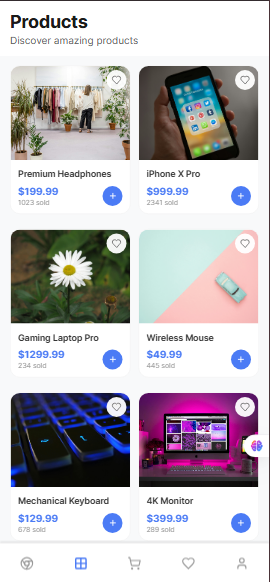 Products
Discover amazing products
Premium Headphones
$199.99
1023 sold
iPhone X Pro
$999.99
2341 sold
Gaming Laptop Pro
$1299.99
234 sold
Wireless Mouse
$49.99
445 sold
Mechanical Keyboard
$129.99
678 sold
4K Monitor
$399.99
289 sold